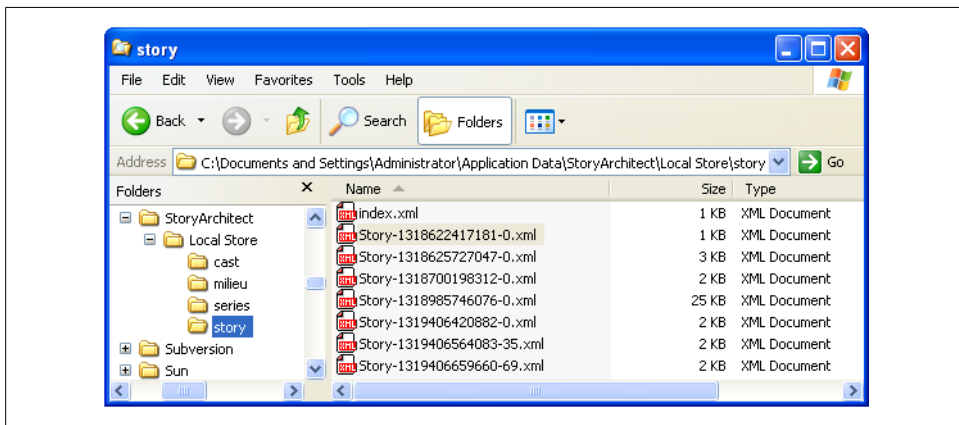 story
File Edit View Favorites Tools Help
Back Search Folders
Address C:\Documents and Settings\Administrator\Application Data\StoryArchitect\Local Store\story Go
Folders X Name Size Type
StoryArchitect
Local Store
cast
milieu
series
story
Subversion
Sun
index.xml 1 KB XML Document
Story-1318622417181-0.xml 1 KB XML Document
Story-1318625727047-0.xml 3 KB XML Document
Story-1318700198312-0.xml 2 KB XML Document
Story-1318985746076-0.xml 25 KB XML Document
Story-1319406420882-0.xml 2 KB XML Document
Story-1319406564083-35.xml 2 KB XML Document
Story-1319406659660-69.xml 2 KB XML Document